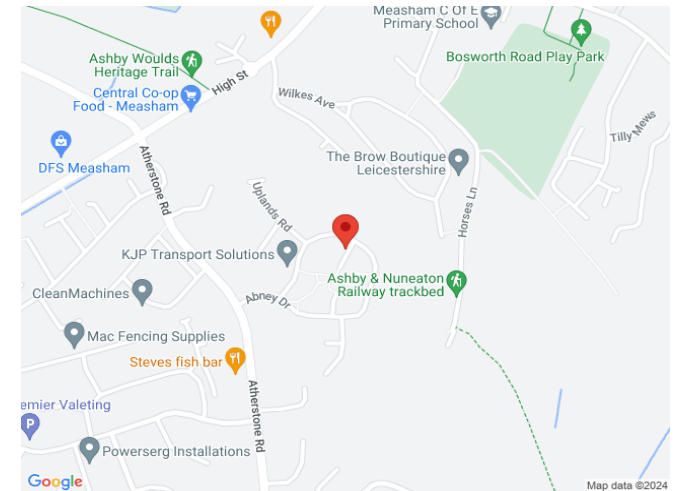 Measham C Of E
Primary School
Ashby Woulds
Heritage Trail
High St
Bosworth Road Play Park
Central Co-op
Food - Measham
Wilkes Ave
Tilly Mews
DFS Measham
Atherstone Rd
The Brow Boutique
Leicestershire
Uplands Rd
Horses Ln
KJP Transport Solutions
Ashby & Nuneaton
Railway trackbed
CleanMachines
Abney Dr
Mac Fencing Supplies
Steves fish bar
Atherstone Rd
emier Valeting
P
Powerserg Installations
Google
Map data ©2024